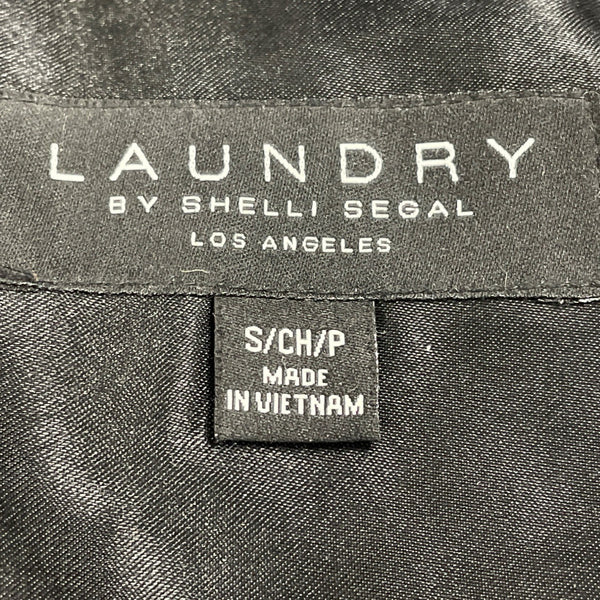 LAUNDRY
BY SHELLI SEGAL
LOS ANGELES
S/CH/P
MADE
IN VIETNAM